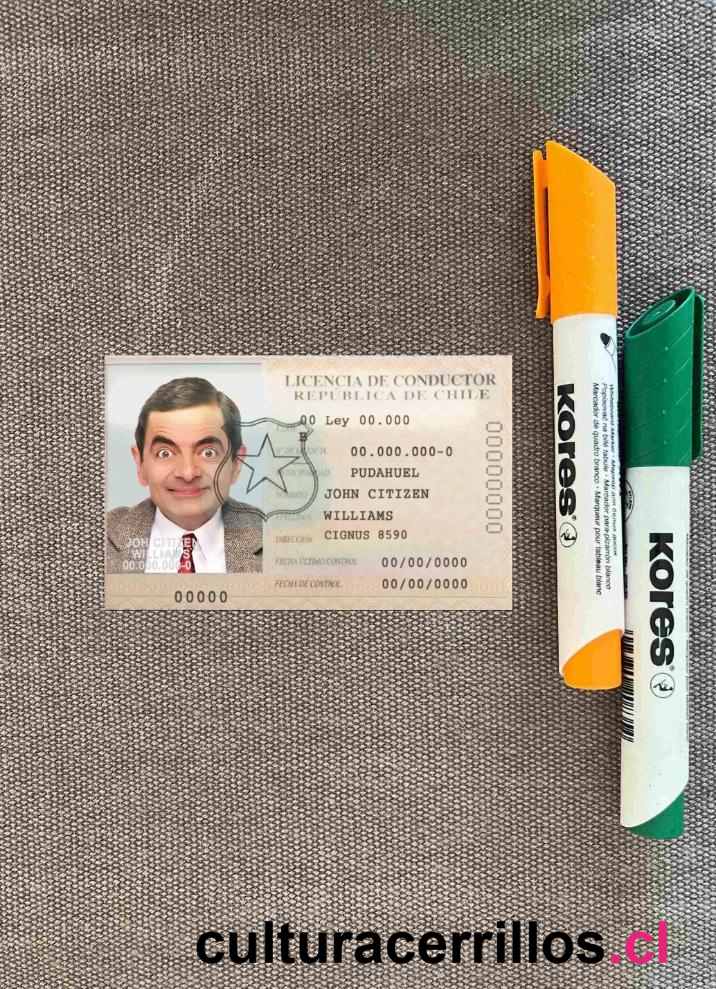 LICENCIA DE CONDUCTOR
REPÚBLICA DE CHILE
00 Ley 00.000
B
00.000.000-0
PUDAHUEL
JOHN CITIZEN
WILLIAMS
DIRECCION CIGNUS 8590
FECHA ÚLTIMO CONTROL 00/00/0000
FECHA DE CONTROL 00/00/0000
JOHN CITIZEN
WILLIAMS
00.000.000-0
00000
Kores®
Marcador de quadro branco · Marqueur pour tableau blanc
Kores®
culturacerrillos.cl